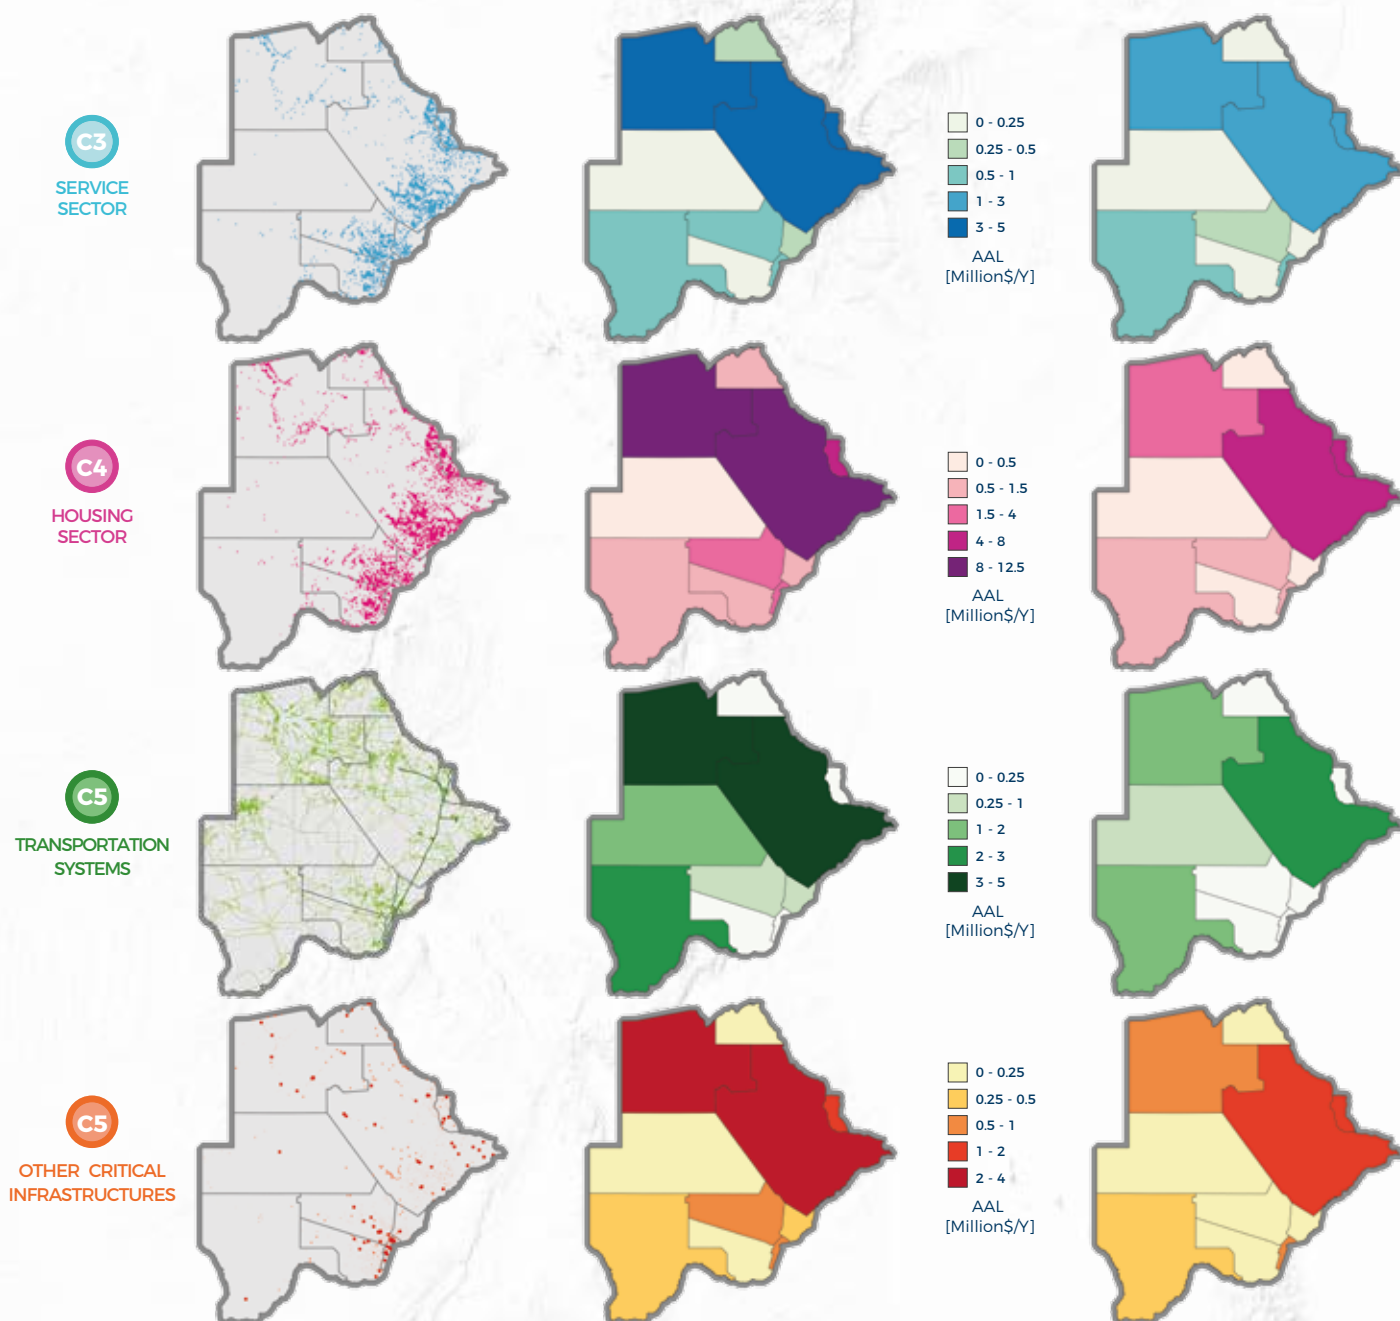 C3
SERVICE
SECTOR
0 - 0.25
0.25 - 0.5
0.5 - 1
1 - 3
3 - 5
AAL
[Million$/Y]
C4
HOUSING
SECTOR
0 - 0.5
0.5 - 1.5
1.5 - 4
4 - 8
8 - 12.5
AAL
[Million$/Y]
C5
TRANSPORTATION
SYSTEMS
0 - 0.25
0.25 - 1
1 - 2
2 - 3
3 - 5
AAL
[Million$/Y]
C5
OTHER CRITICAL
INFRASTRUCTURES
0 - 0.25
0.25 - 0.5
0.5 - 1
1 - 2
2 - 4
AAL
[Million$/Y]